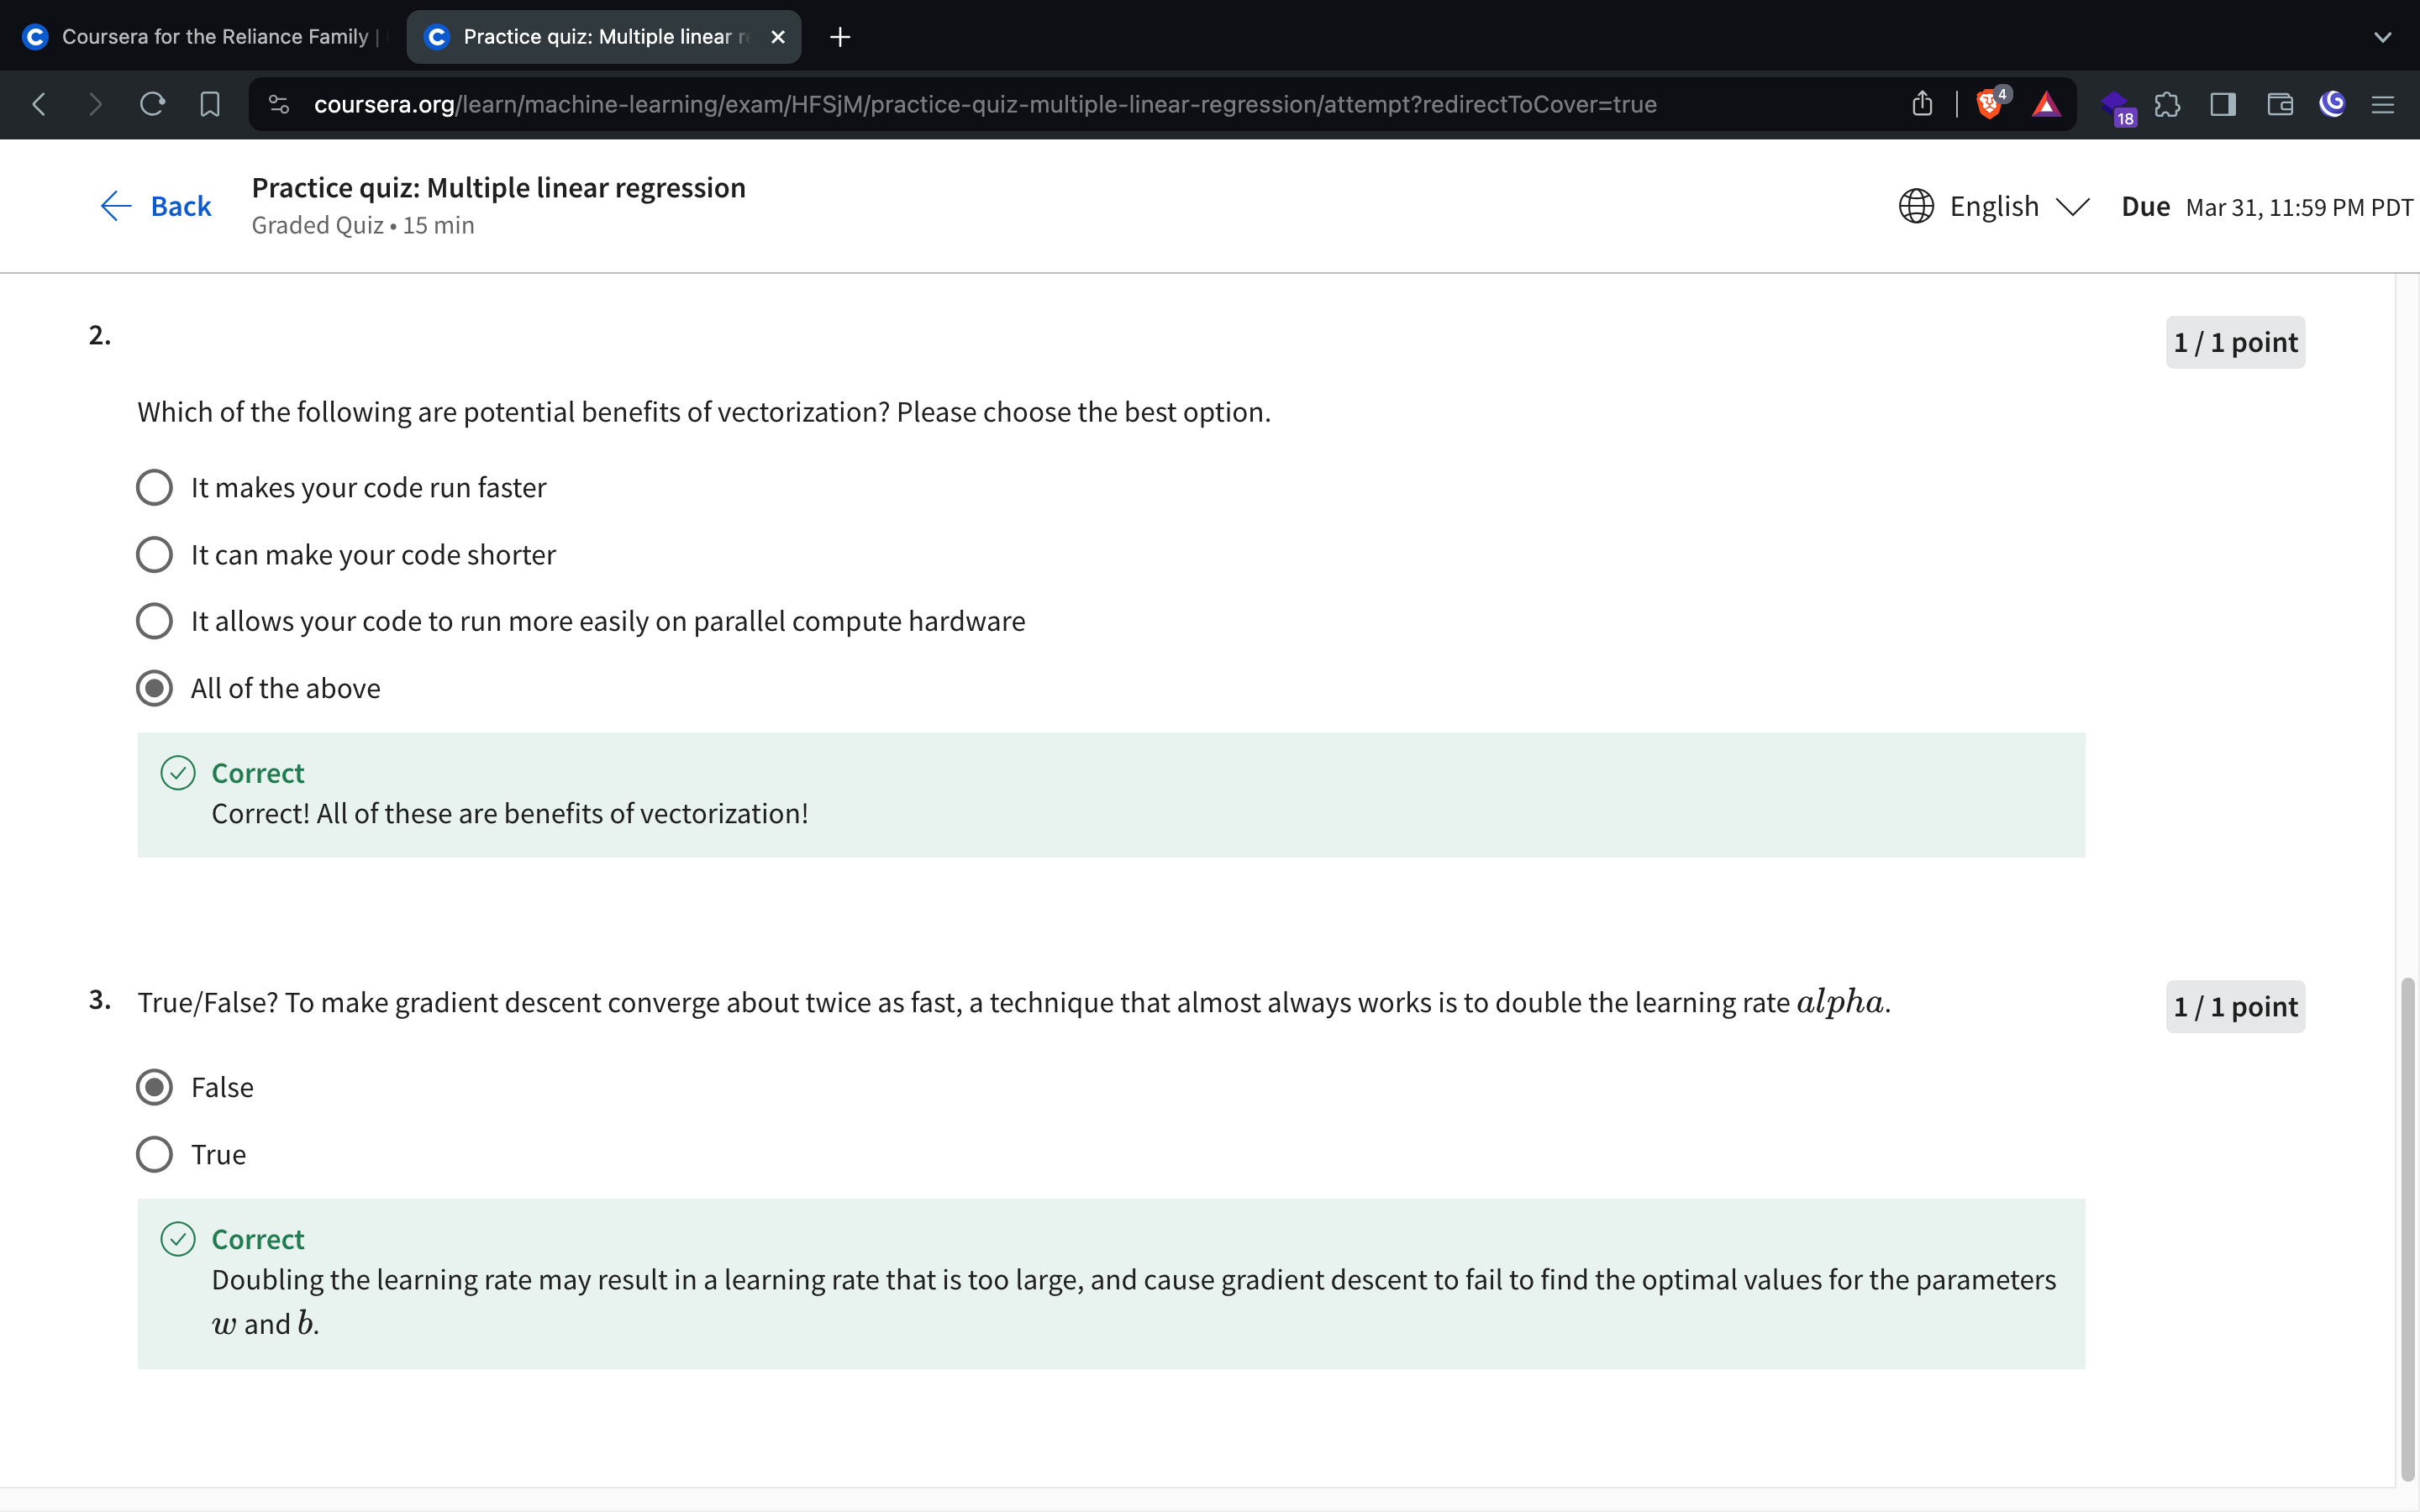 Coursera for the Reliance Family |
Practice quiz: Multiple linear
coursera.org/learn/machine-learning/exam/HFSjM/practice-quiz-multiple-linear-regression/attempt?redirectToCover=true
4
18
Back
Practice quiz: Multiple linear regression
Graded Quiz • 15 min
English
Due Mar 31, 11:59 PM PDT
2.
1 / 1 point
Which of the following are potential benefits of vectorization? Please choose the best option.
It makes your code run faster
It can make your code shorter
It allows your code to run more easily on parallel compute hardware
All of the above
Correct
Correct! All of these are benefits of vectorization!
3. True/False? To make gradient descent converge about twice as fast, a technique that almost always works is to double the learning rate alpha.
1 / 1 point
False
True
Correct
Doubling the learning rate may result in a learning rate that is too large, and cause gradient descent to fail to find the optimal values for the parameters
w and b.